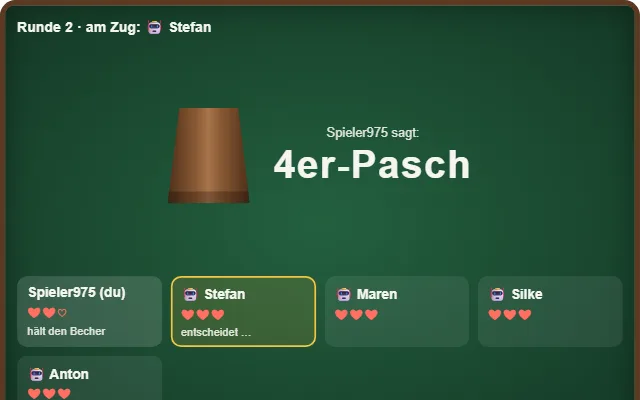 Runde 2 · am Zug: Stefan
Spieler975 sagt:
4er-Pasch
Spieler975 (du)
hält den Becher
Stefan
entscheidet ...
Maren
Silke
Anton